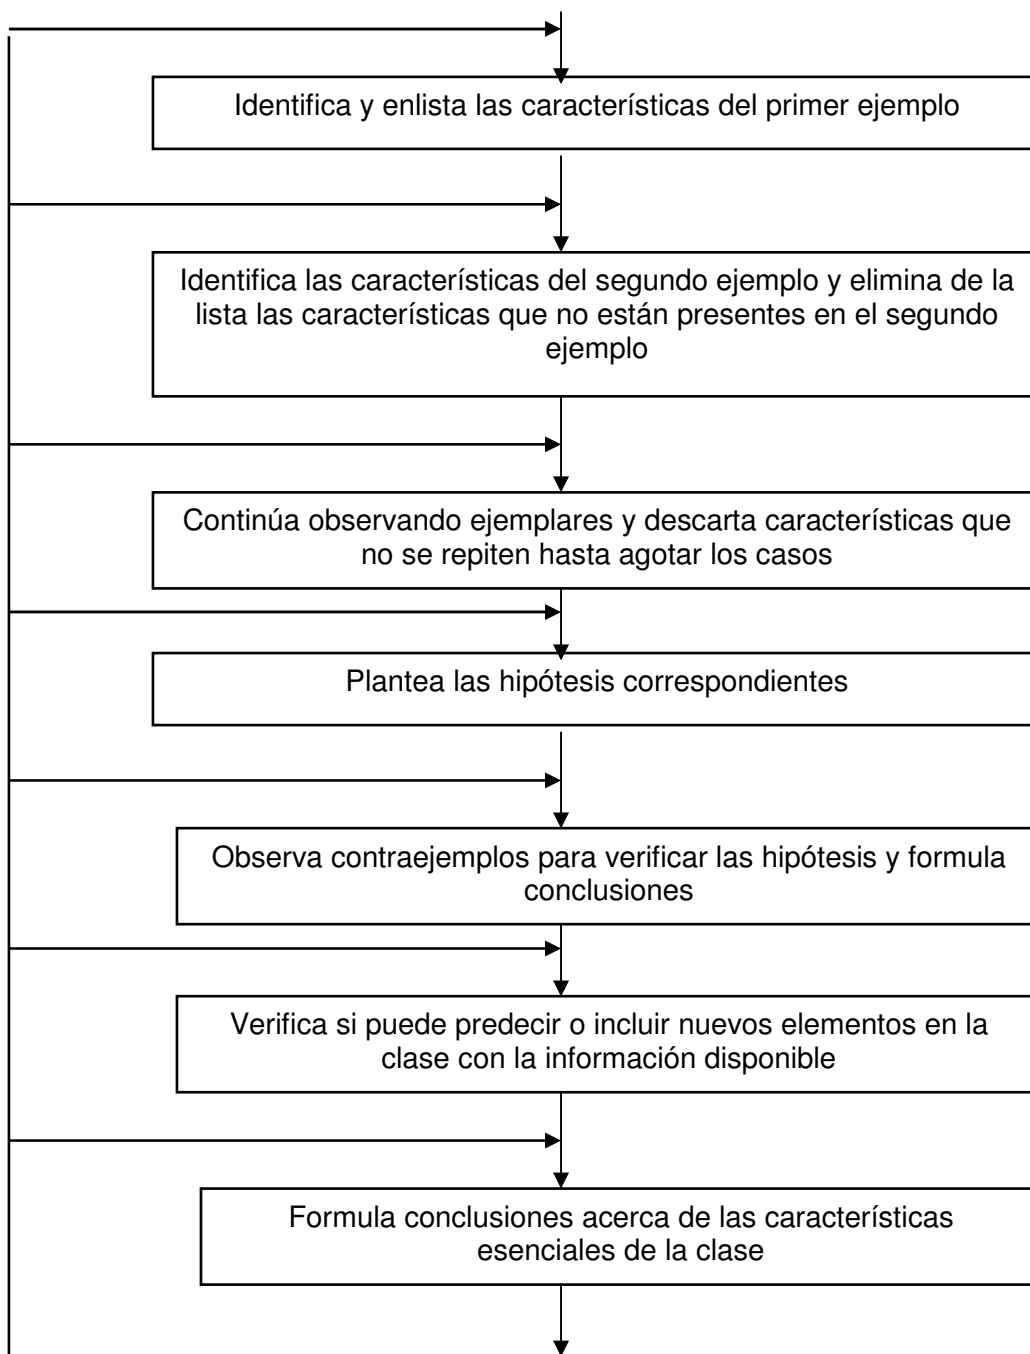 Identifica y enlista las características del primer ejemplo
Identifica las características del segundo ejemplo y elimina de la
lista las características que no están presentes en el segundo
ejemplo
Continúa observando ejemplares y descarta características que
no se repiten hasta agotar los casos
Plantea las hipótesis correspondientes
Observa contraejemplos para verificar las hipótesis y formula
conclusiones
Verifica si puede predecir o incluir nuevos elementos en la
clase con la información disponible
Formula conclusiones acerca de las características
esenciales de la clase